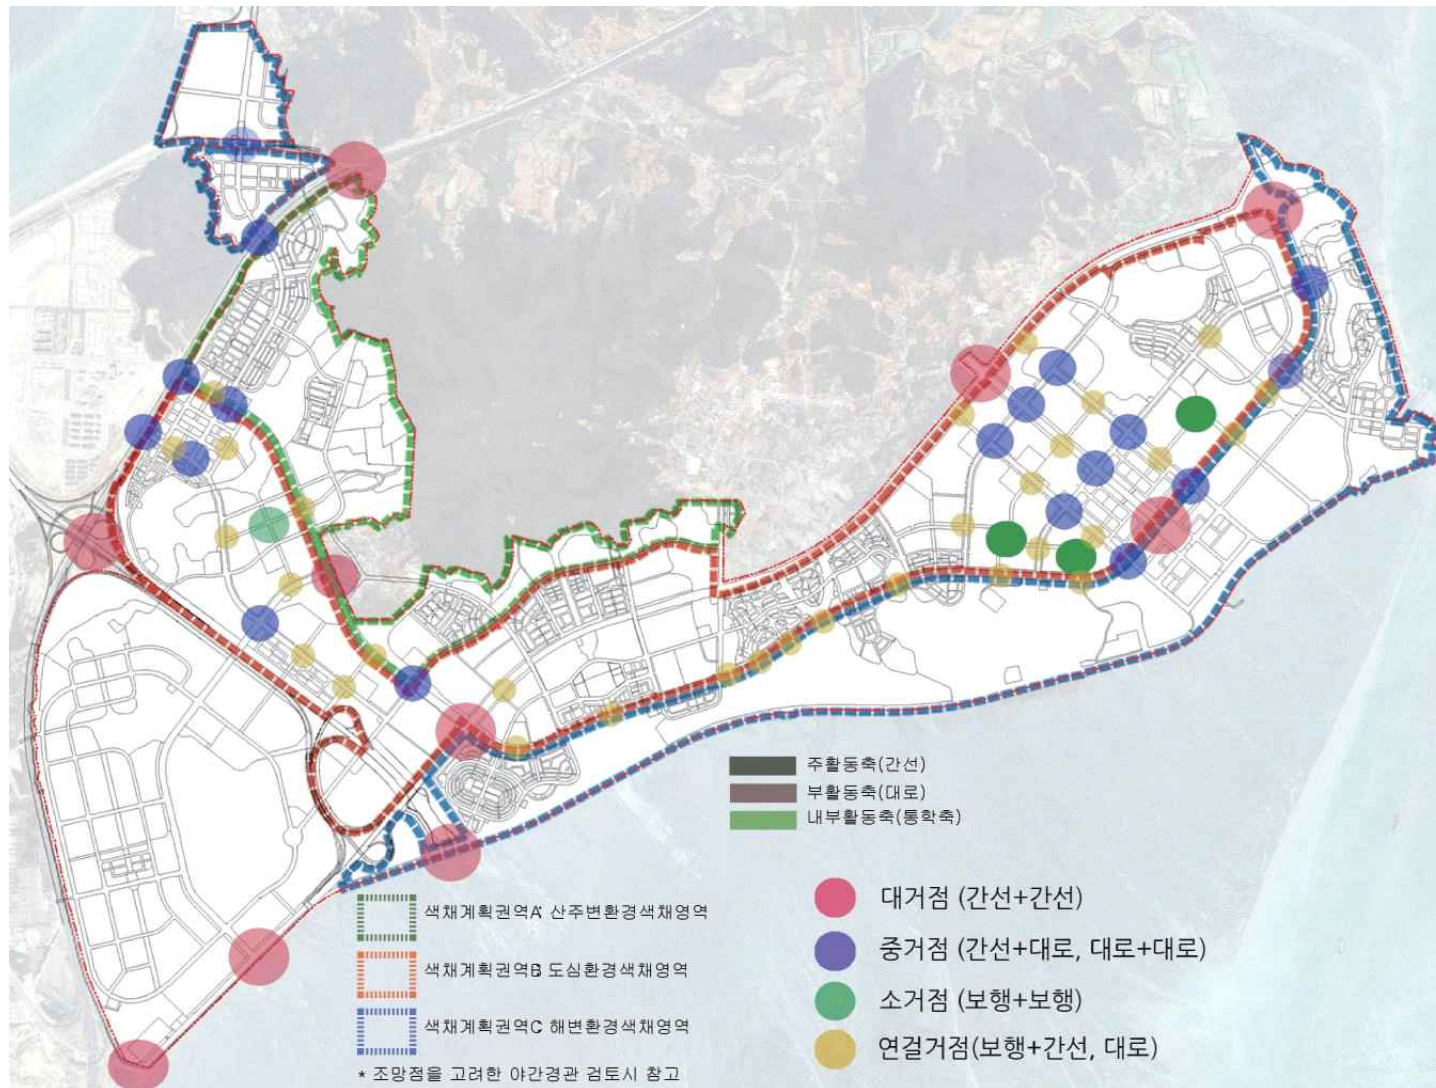 주활동축(간선)
부활동축(대로)
내부활동축(통학축)
색채계획권역A 산주변환경색채영역
색채계획권역B 도심환경색채영역
색채계획권역C 해변환경색채영역
* 조망점을 고려한 야간경관 검토시 참고
대거점 (간선+간선)
중거점 (간선+대로, 대로+대로)
소거점 (보행+보행)
연결거점(보행+간선, 대로)